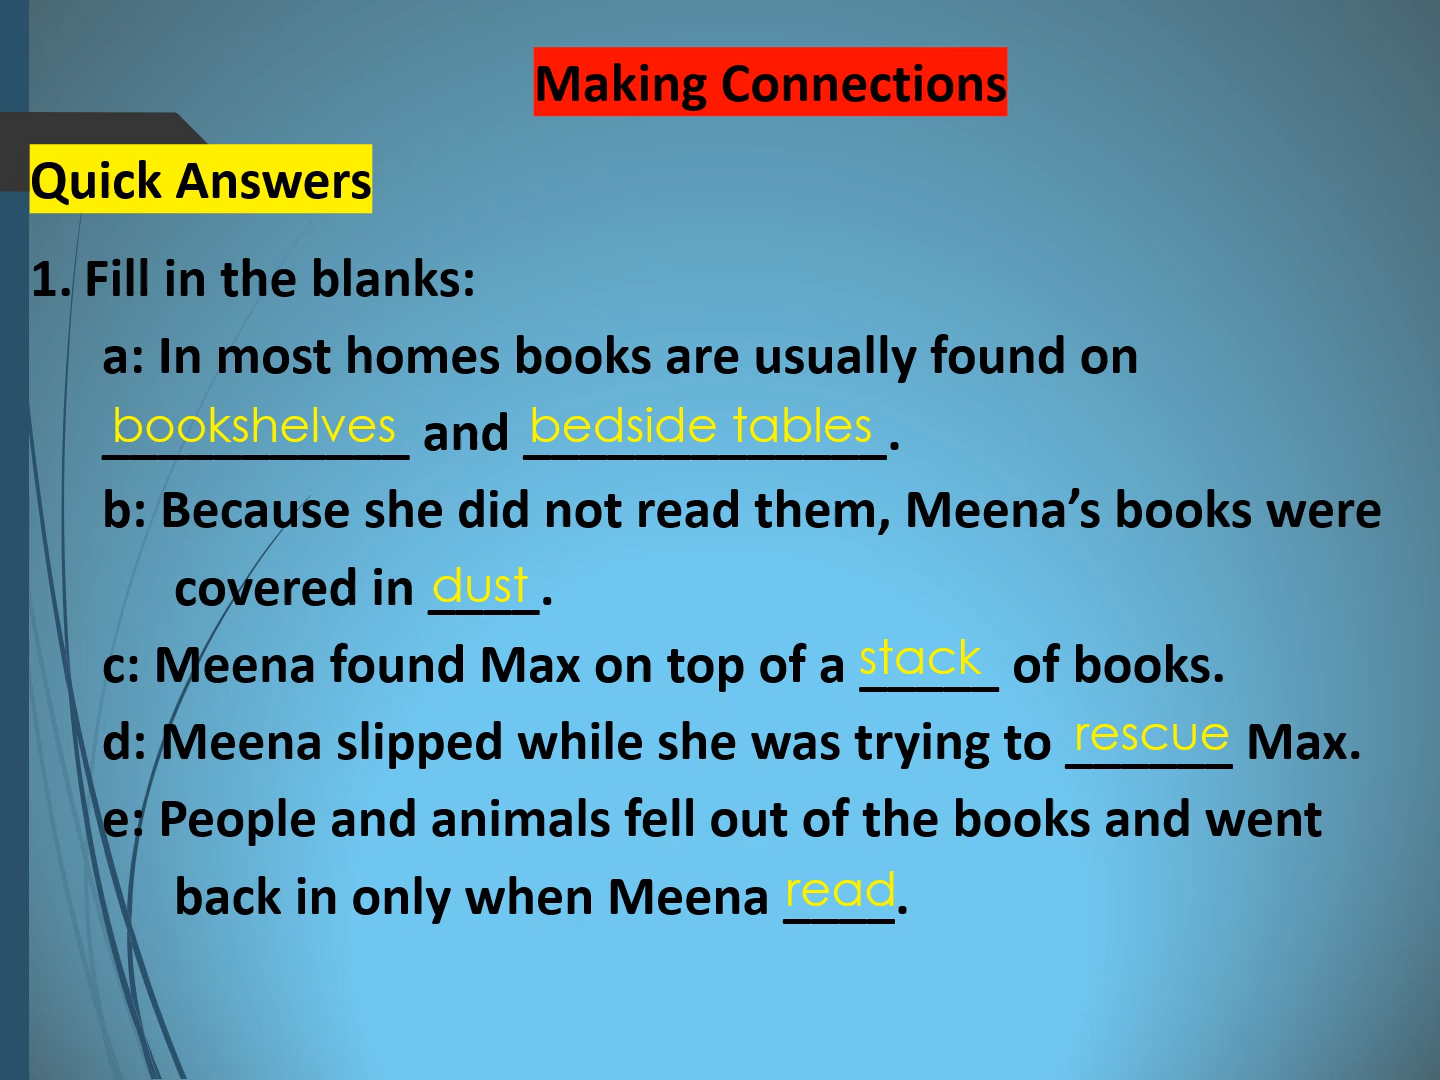 Making Connections
Quick Answers
1. Fill in the blanks:
a: In most homes books are usually found on
bookshelves and bedside tables.
b: Because she did not read them, Meena’s books were
covered in dust.
c: Meena found Max on top of a stack of books.
d: Meena slipped while she was trying to rescue Max.
e: People and animals fell out of the books and went
back in only when Meena read.